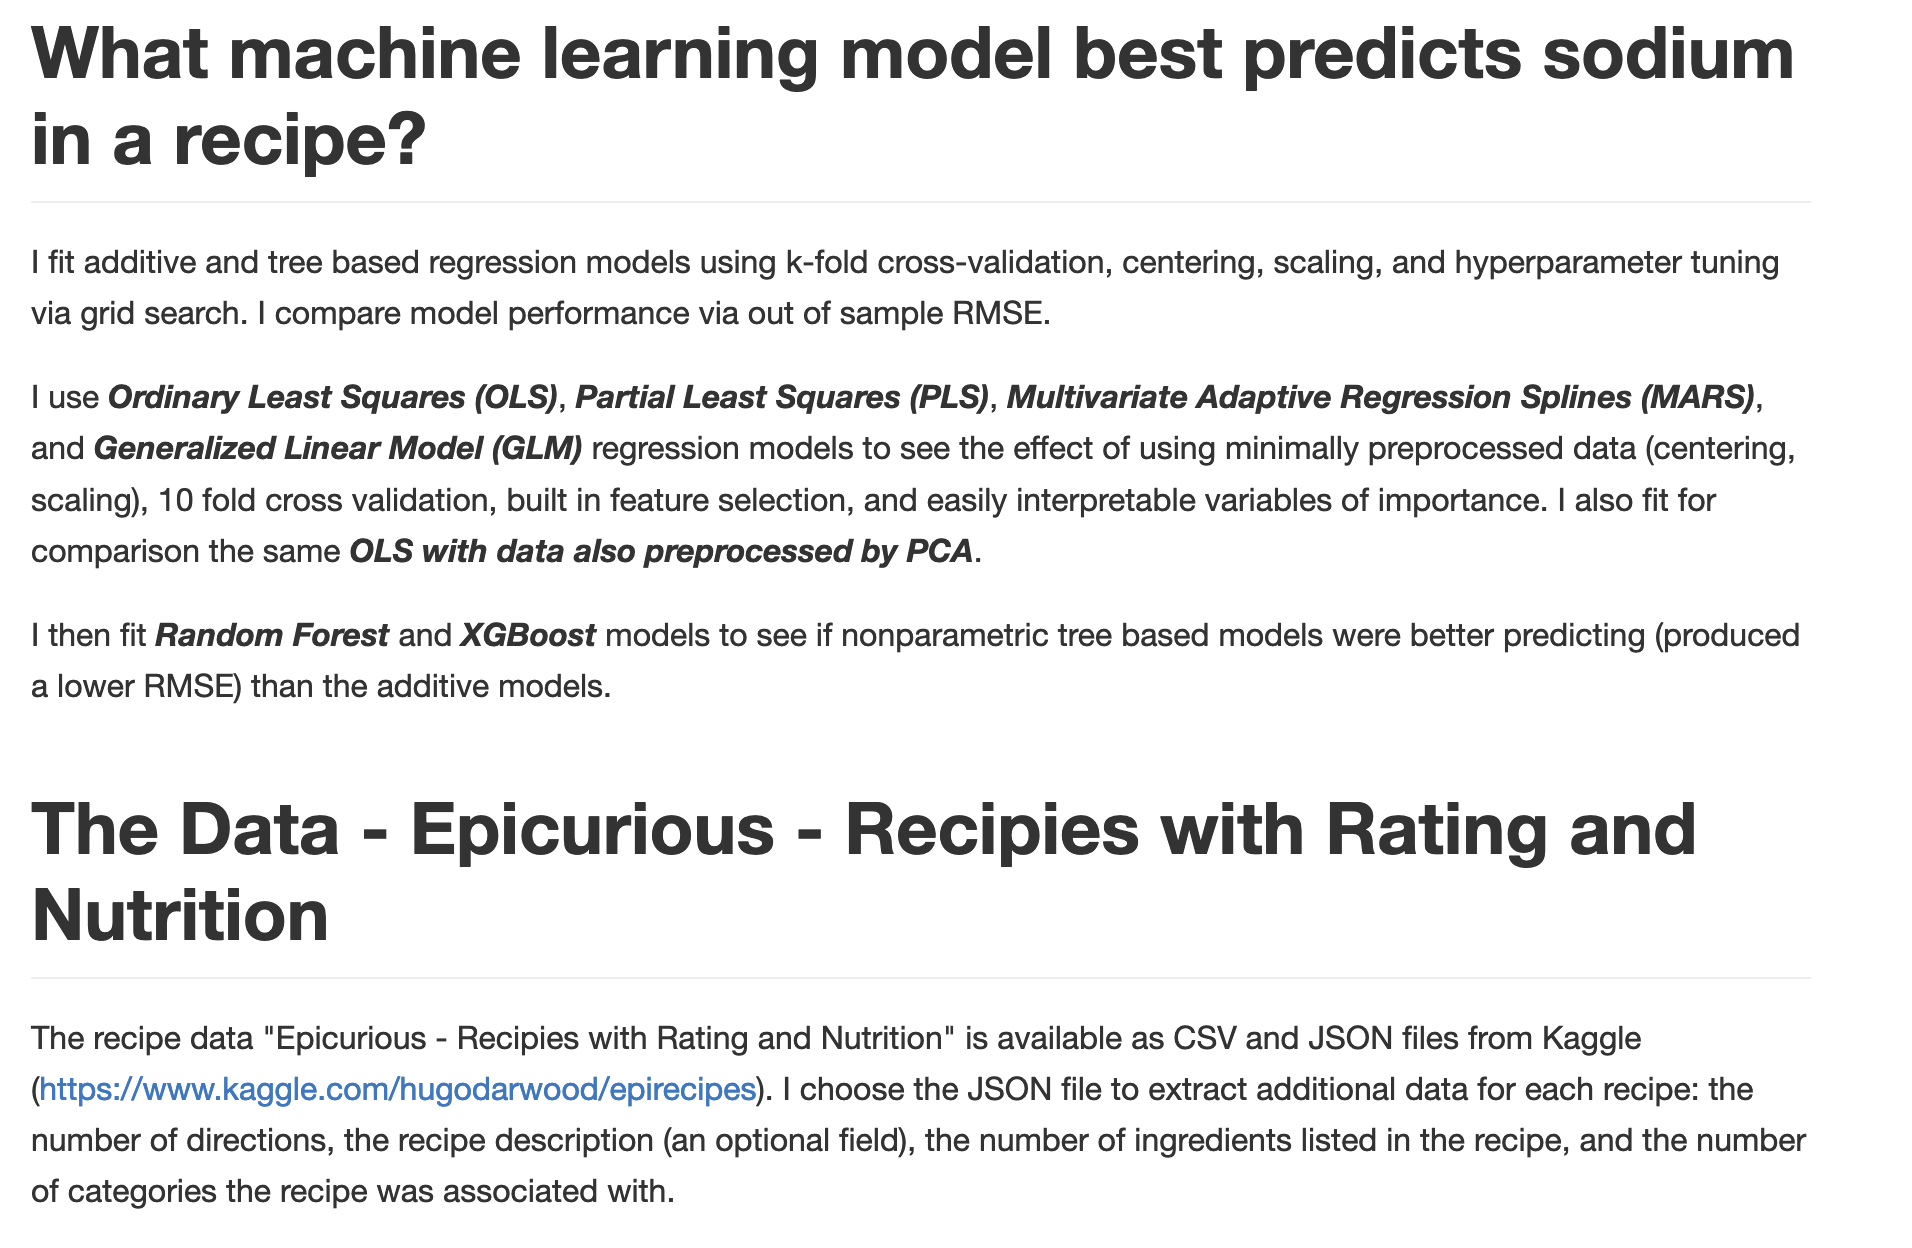 What machine learning model best predicts sodium
in a recipe?
I fit additive and tree based regression models using k-fold cross-validation, centering, scaling, and hyperparameter tuning
via grid search. I compare model performance via out of sample RMSE.
I use Ordinary Least Squares (OLS), Partial Least Squares (PLS), Multivariate Adaptive Regression Splines (MARS),
and Generalized Linear Model (GLM) regression models to see the effect of using minimally preprocessed data (centering,
scaling), 10 fold cross validation, built in feature selection, and easily interpretable variables of importance. I also fit for
comparison the same OLS with data also preprocessed by PCA.
I then fit Random Forest and XGBoost models to see if nonparametric tree based models were better predicting (produced
a lower RMSE) than the additive models.
The Data - Epicurious - Recipies with Rating and
Nutrition
The recipe data "Epicurious - Recipies with Rating and Nutrition" is available as CSV and JSON files from Kaggle
(https://www.kaggle.com/hugodarwood/epirecipes). I choose the JSON file to extract additional data for each recipe: the
number of directions, the recipe description (an optional field), the number of ingredients listed in the recipe, and the number
of categories the recipe was associated with.